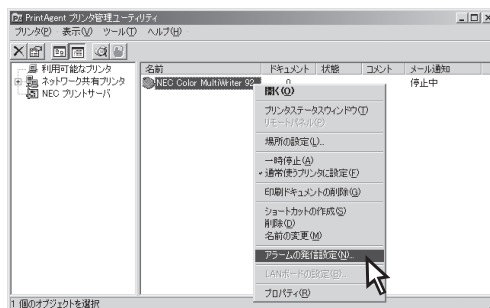 PrintAgent プリンタ管理ユーティリティ
プリンタ(P) 表示(V) ツール(T) ヘルプ(H)
利用可能なプリンタ
ネットワーク共有プリンタ
NEC プリントサーバ
名前 ドキュメント 状態 コメント メール通知
NEC Color MultiWriter 92 0 停止中
開く(O)
プリンタステータスウィンドウ(T)
リモートパネル(P)
場所の設定(L)...
一時停止(A)
通常使うプリンタに設定(F)
印刷ドキュメントの削除(G)
ショートカットの作成(S)
削除(D)
名前の変更(M)
アラームの発信設定(N)...
LANボードの設定(B)...
プロパティ(R)
1 個のオブジェクトを選択